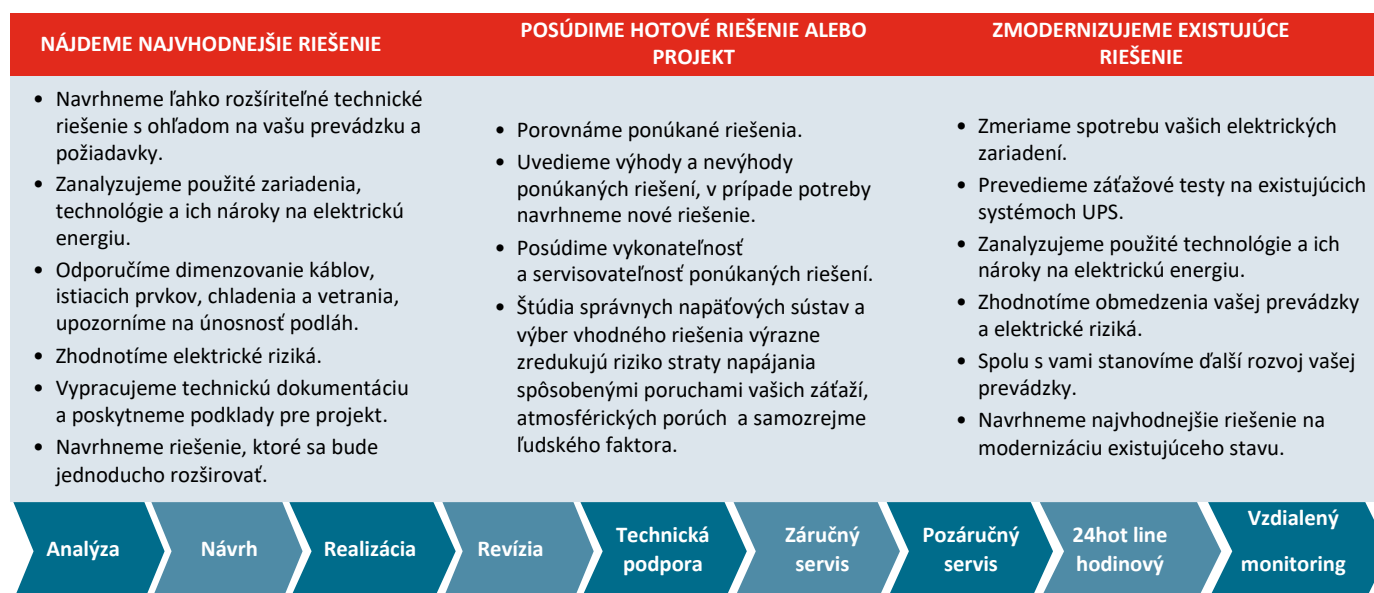 NÁJDEME NAJVHODNEJŠIE RIEŠENIE
• Navrhneme ľahko rozšíriteľné technické
riešenie s ohľadom na vašu prevádzku a
požiadavky.
• Zanalyzujeme použité zariadenia,
technológie a ich nároky na elektrickú
energiu.
• Odporučíme dimenzovanie káblov,
istiacich prvkov, chladenia a vetrania,
upozorníme na únosnosť podláh.
• Zhodnotíme elektrické riziká.
• Vypracujeme technickú dokumentáciu
a poskytneme podklady pre projekt.
• Navrhneme riešenie, ktoré sa bude
jednoducho rozširovať.
POSÚDIME HOTOVÉ RIEŠENIE ALEBO
PROJEKT
• Porovnáme ponúkané riešenia.
• Uvedieme výhody a nevýhody
ponúkaných riešení, v prípade potreby
navrhneme nové riešenie.
• Posúdime vykonateľnosť
a servisovateľnosť ponúkaných riešení.
• Štúdia správnych napäťových sústav a
výber vhodného riešenia výrazne
zredukujú riziko straty napájania
spôsobenými poruchami vašich záťaží,
atmosférických porúch a samozrejme
ľudského faktora.
ZMODERNIZUJEME EXISTUJÚCE
RIEŠENIE
• Zmeriame spotrebu vašich elektrických
zariadení.
• Prevedieme záťažové testy na existujúcich
systémoch UPS.
• Zanalyzujeme použité technológie a ich
nároky na elektrickú energiu.
• Zhodnotíme obmedzenia vašej prevádzky
a elektrické riziká.
• Spolu s vami stanovíme ďalší rozvoj vašej
prevádzky.
• Navrhneme najvhodnejšie riešenie na
modernizáciu existujúceho stavu.
Analýza
Návrh
Realizácia
Revízia
Technická
podpora
Záručný
servis
Pozáručný
servis
24hot line
hodinový
Vzdialený
monitoring